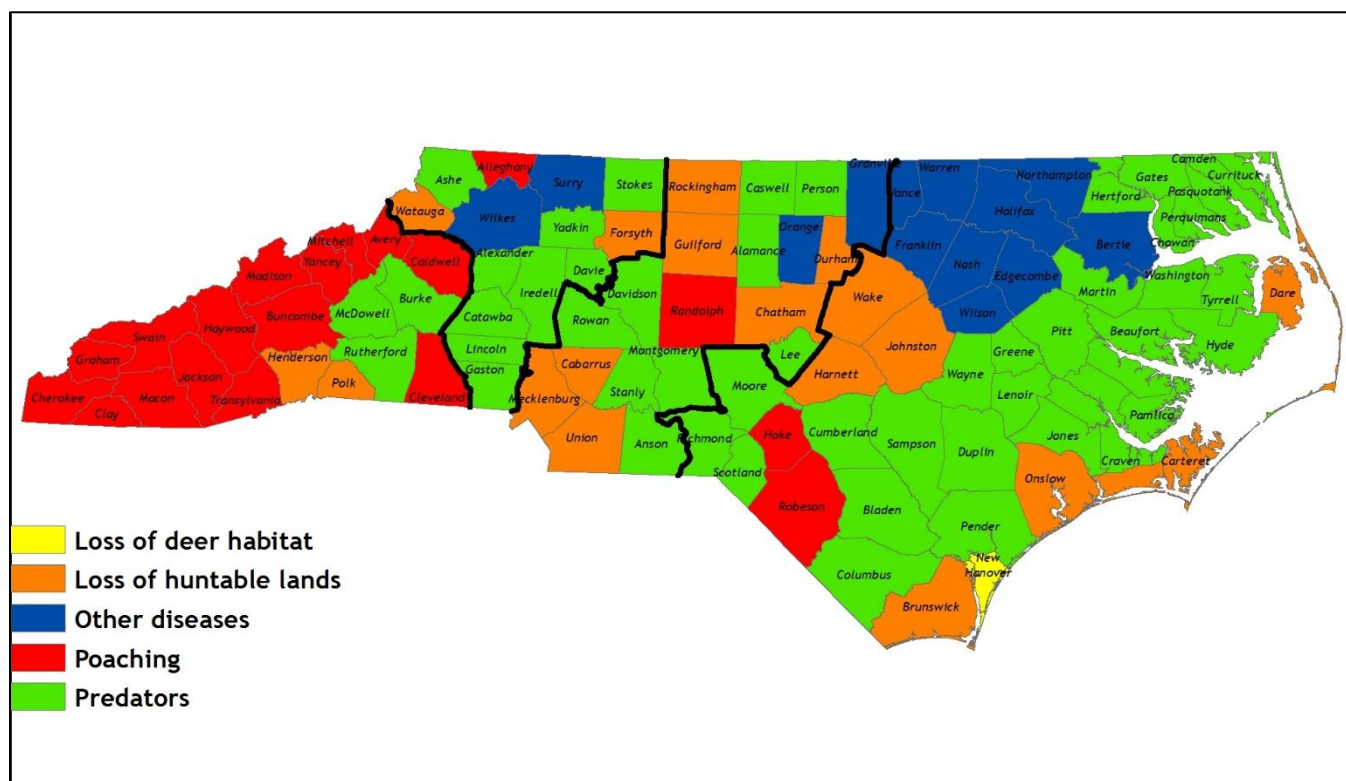 Alleghany
Ashe
Surry
Stokes
Rockingham
Caswell
Person
Granville
Vance
Warren
Northampton
Gates
Camden
Currituck
Pasquotank
Hertford
Perquimans
Chowan
Watauga
Wilkes
Yadkin
Forsyth
Guilford
Alamance
Orange
Durham
Franklin
Halifax
Nash
Edgecombe
Bertie
Mitchell
Avery
Yancey
Madison
Caldwell
Alexander
Davie
Iredell
Davidson
Randolph
Chatham
Wake
Wilson
Martin
Washington
Tyrrell
Dare
Burke
McDowell
Buncombe
Haywood
Swain
Graham
Catawba
Rowan
Lincoln
Gaston
Montgomery
Cabarrus
Stanly
Lee
Moore
Harnett
Johnston
Greene
Pitt
Beaufort
Hyde
Wayne
Lenoir
Pamlico
Jones
Craven
Carteret
Henderson
Rutherford
Polk
Cleveland
Mecklenburg
Jackson
Transylvania
Macon
Clay
Cherokee
Union
Anson
Richmond
Scotland
Hoke
Cumberland
Sampson
Duplin
Onslow
Robeson
Bladen
Pender
New
Hanover
Columbus
Brunswick
Loss of deer habitat
Loss of huntable lands
Other diseases
Poaching
Predators